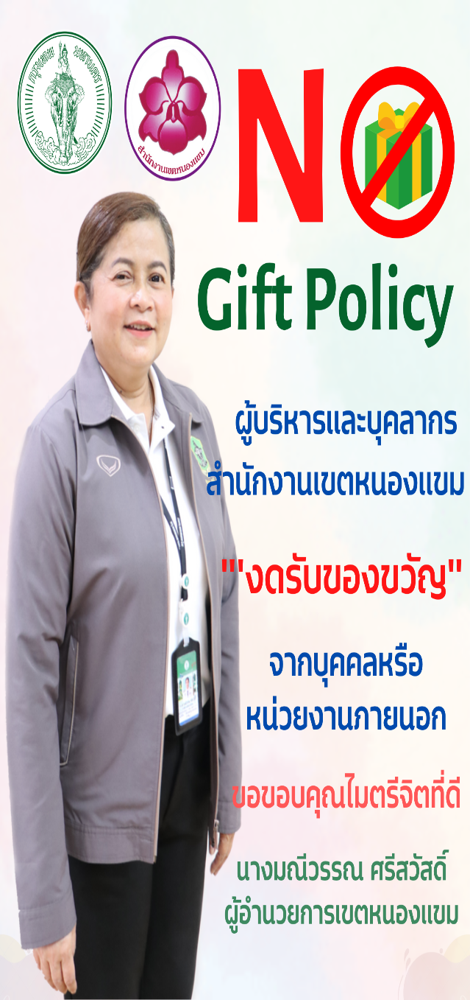 กรุงเทพมหานคร
สำนักงานเขตหนองแขม
NO
Gift Policy
ผู้บริหารและบุคลากร
สำนักงานเขตหนองแขม
"'งดรับของขวัญ"
จากบุคคลหรือ
หน่วยงานภายนอก
ขอขอบคุณไมตรีจิตที่ดี
นางมณีวรรณ ศรีสวัสดิ์
ผู้อำนวยการเขตหนองแขม